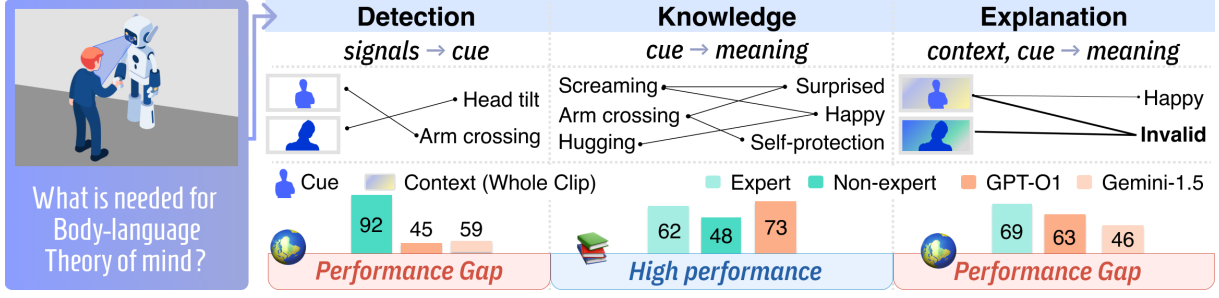 What is needed for
Body-language
Theory of mind?
Detection
signals → cue
Head tilt
Arm crossing
Knowledge
cue → meaning
Screaming
Arm crossing
Hugging
Surprised
Happy
Self-protection
Explanation
context, cue → meaning
Happy
Invalid
Cue
Context (Whole Clip)
Expert
Non-expert
GPT-O1
Gemini-1.5
92
45
59
Performance Gap
62
48
73
High performance
69
63
46
Performance Gap